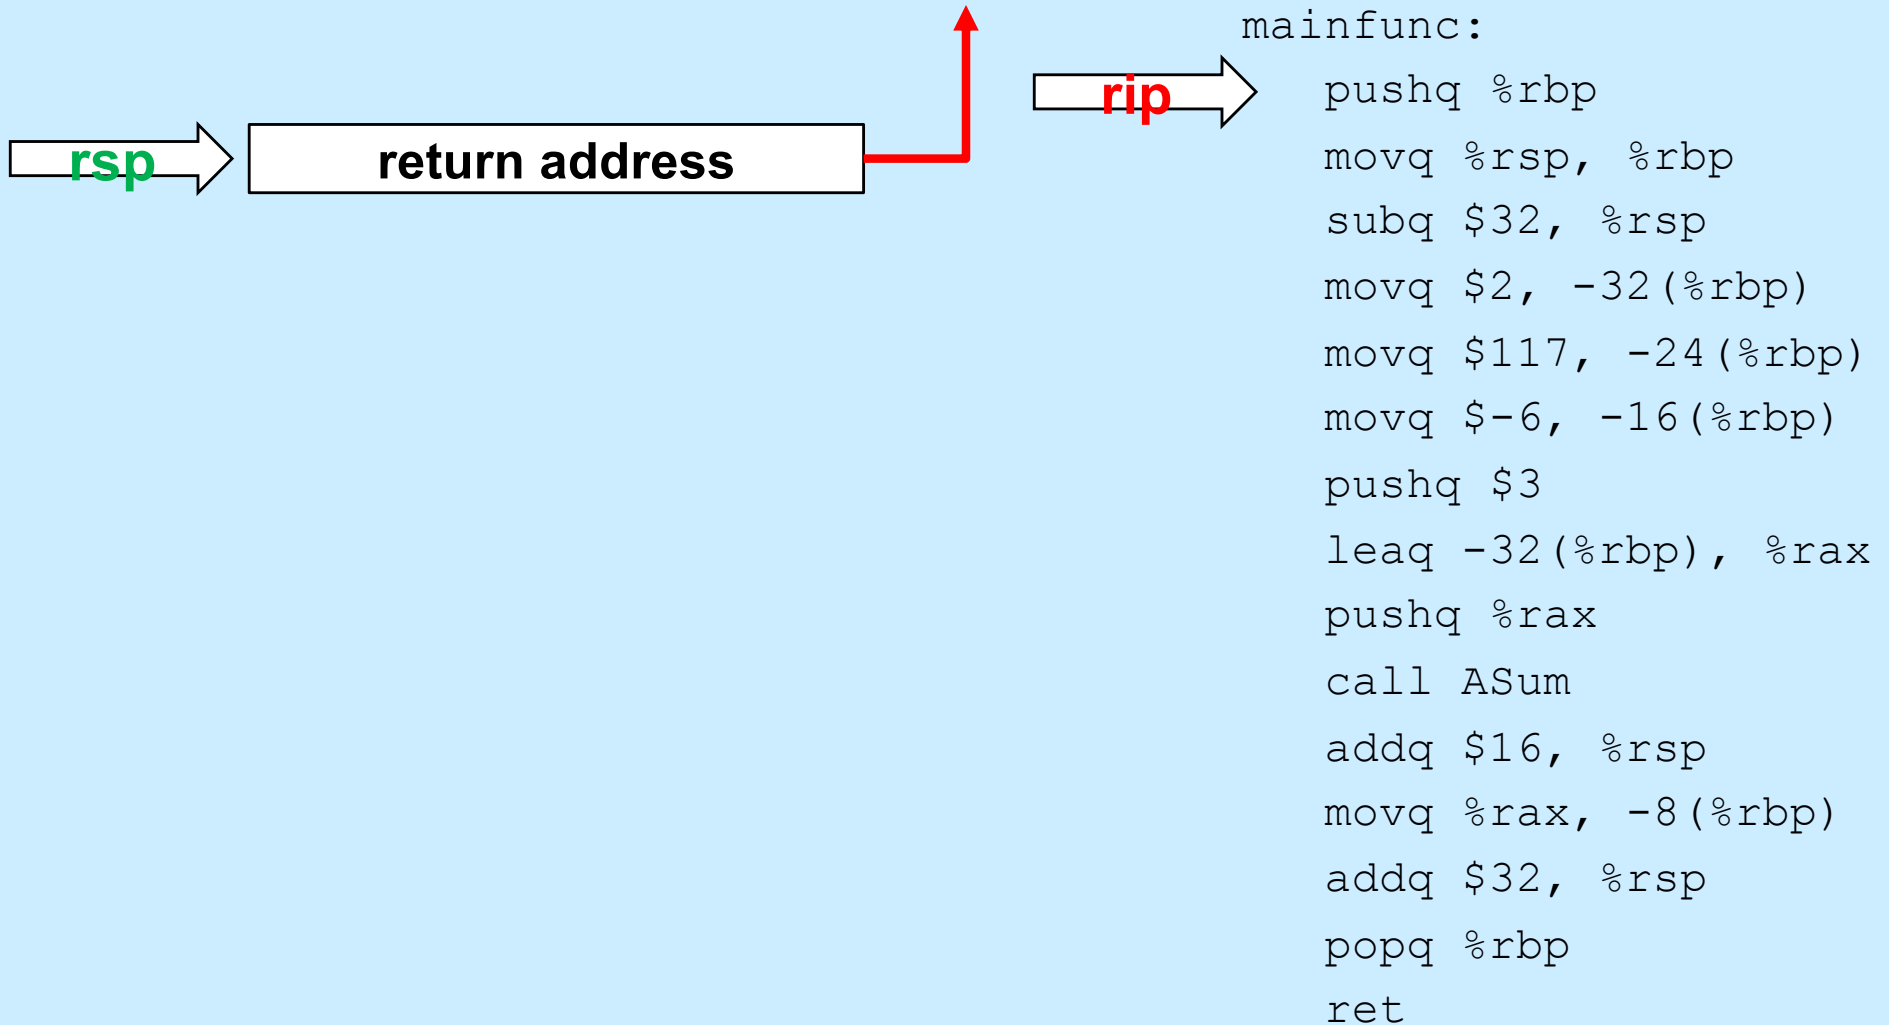 rsp
return address
rip
mainfunc:
pushq %rbp
movq %rsp, %rbp
subq $32, %rsp
movq $2, -32(%rbp)
movq $117, -24(%rbp)
movq $-6, -16(%rbp)
pushq $3
leaq -32(%rbp), %rax
pushq %rax
call ASum
addq $16, %rsp
movq %rax, -8(%rbp)
addq $32, %rsp
popq %rbp
ret